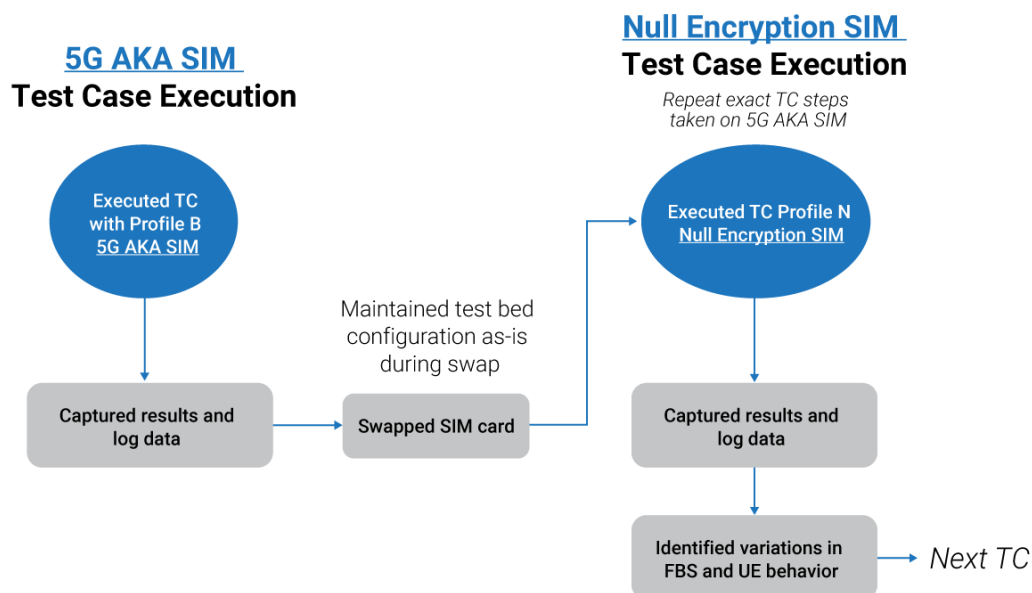 5G AKA SIM
Test Case Execution
Executed TC
with Profile B
5G AKA SIM
Captured results and
log data
Maintained test bed
configuration as-is
during swap
Swapped SIM card
Null Encryption SIM
Test Case Execution
Repeat exact TC steps
taken on 5G AKA SIM
Executed TC Profile N
Null Encryption SIM
Captured results and
log data
Identified variations in
FBS and UE behavior
Next TC